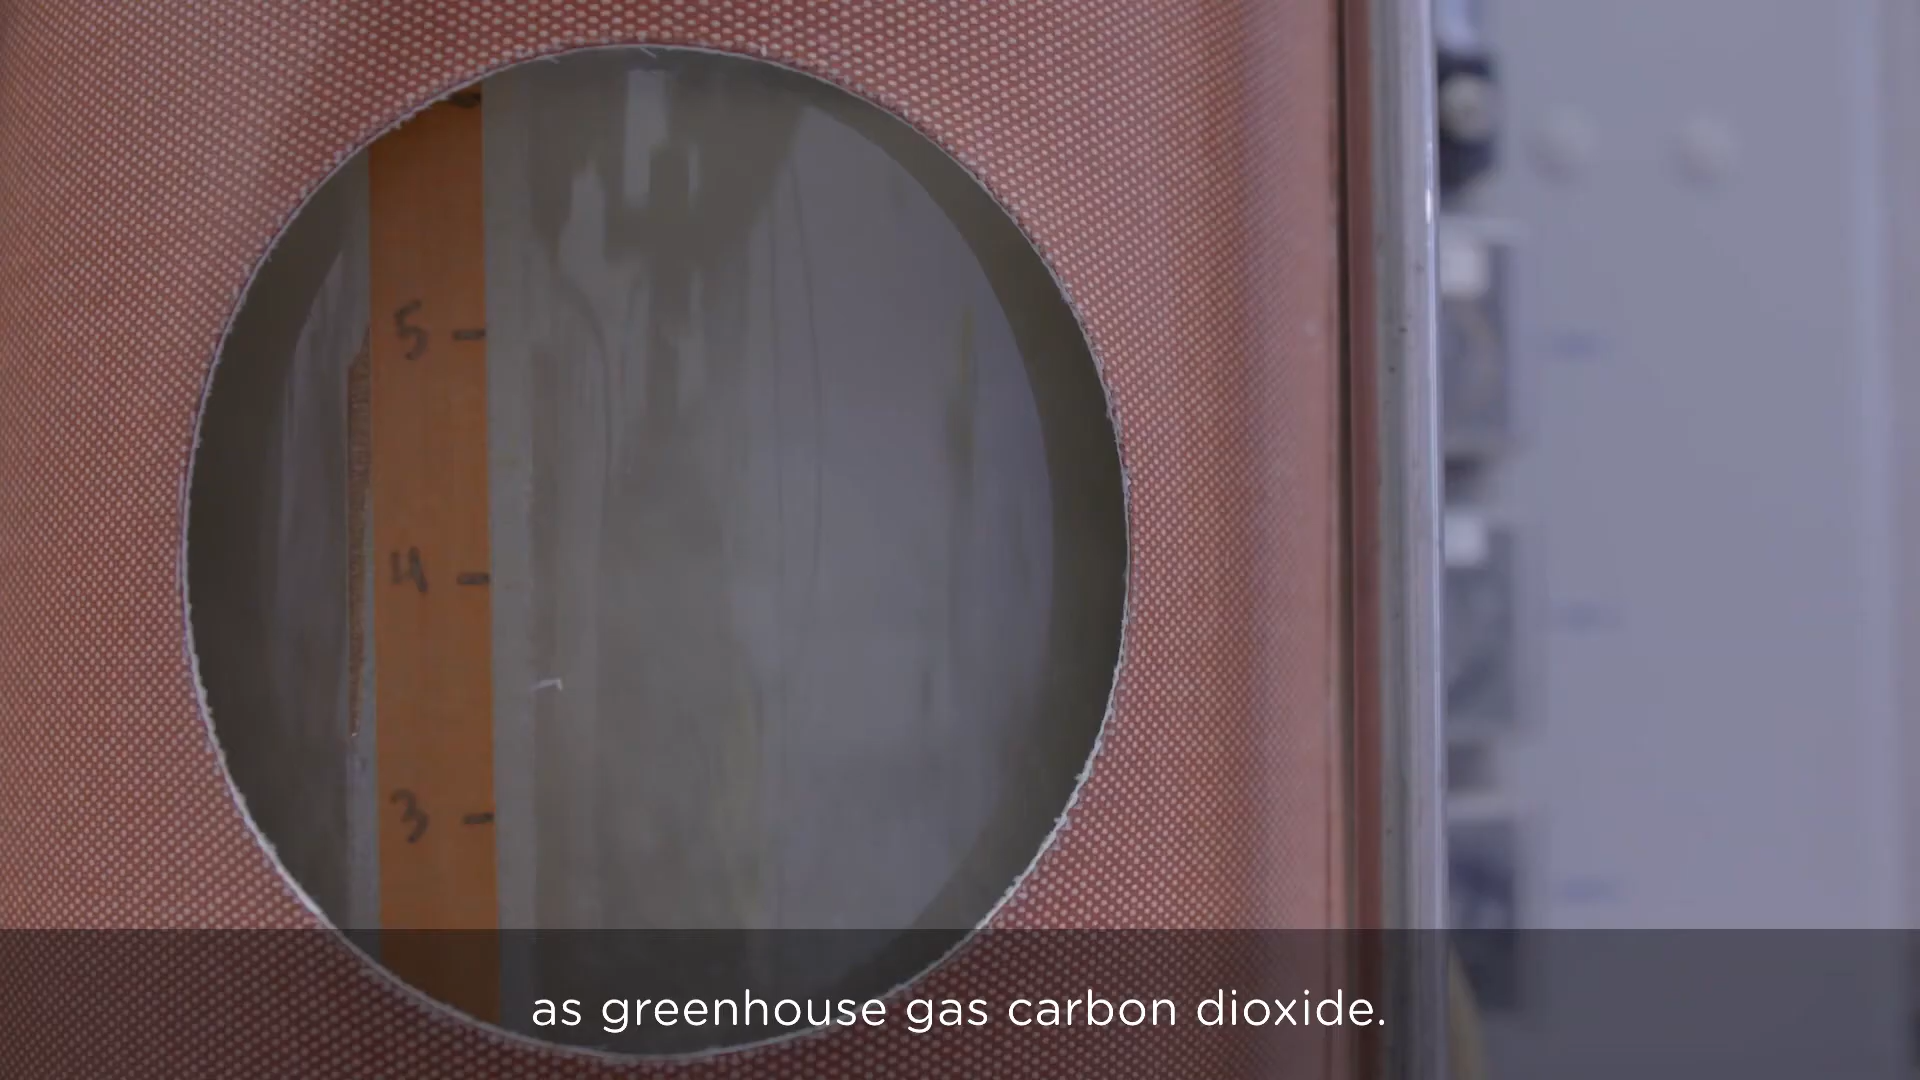 5 -
4 -
3 -
as greenhouse gas carbon dioxide.